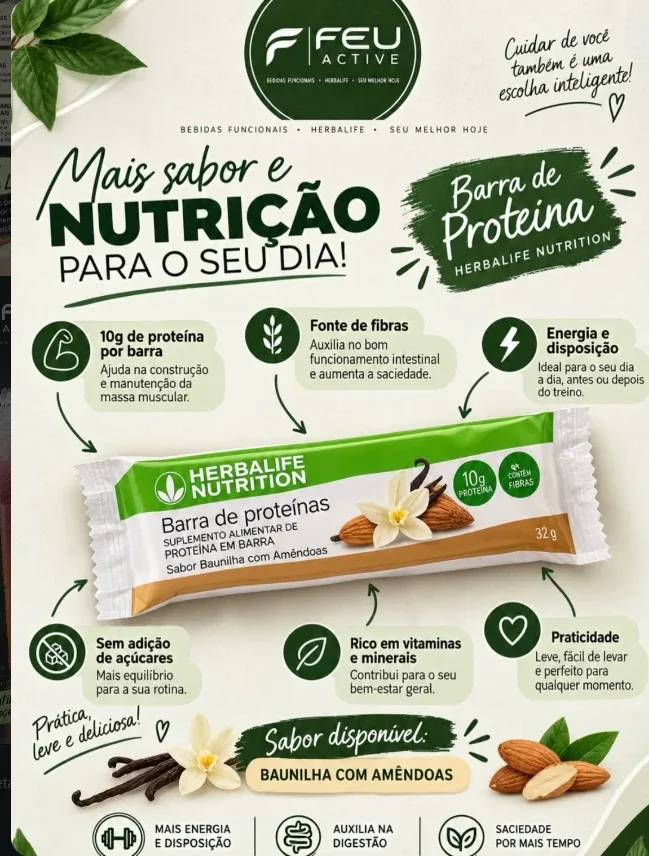 FEU
ACTIVE
BEBIDAS FUNCIONAIS • HERBALIFE • SEU MELHOR HOJE
Cuidar de você
também é uma
escolha inteligente!
BEBIDAS FUNCIONAIS • HERBALIFE • SEU MELHOR HOJE
Mais sabor e
NUTRIÇÃO
PARA O SEU DIA!
Barra de
Proteína
HERBALIFE NUTRITION
10g de proteína
por barra
Ajuda na construção
e manutenção da
massa muscular.
Fonte de fibras
Auxilia no bom
funcionamento intestinal
e aumenta a saciedade.
Energia e
disposição
Ideal para o seu dia
a dia, antes ou depois
do treino.
HERBALIFE
NUTRITION
Barra de proteínas
SUPLEMENTO ALIMENTAR DE
PROTEÍNA EM BARRA
Sabor Baunilha com Amêndoas
10g
PROTEÍNA
CONTÉM
FIBRAS
32 g
Sem adição
de açúcares
Mais equilíbrio
para a sua rotina.
Rico em vitaminas
e minerais
Contribui para o seu
bem-estar geral.
Praticidade
Leve, fácil de levar
e perfeito para
qualquer momento.
Prática,
leve e deliciosa!
Sabor disponível:
BAUNILHA COM AMÊNDOAS
MAIS ENERGIA
E DISPOSIÇÃO
AUXILIA NA
DIGESTÃO
SACIEDADE
POR MAIS TEMPO